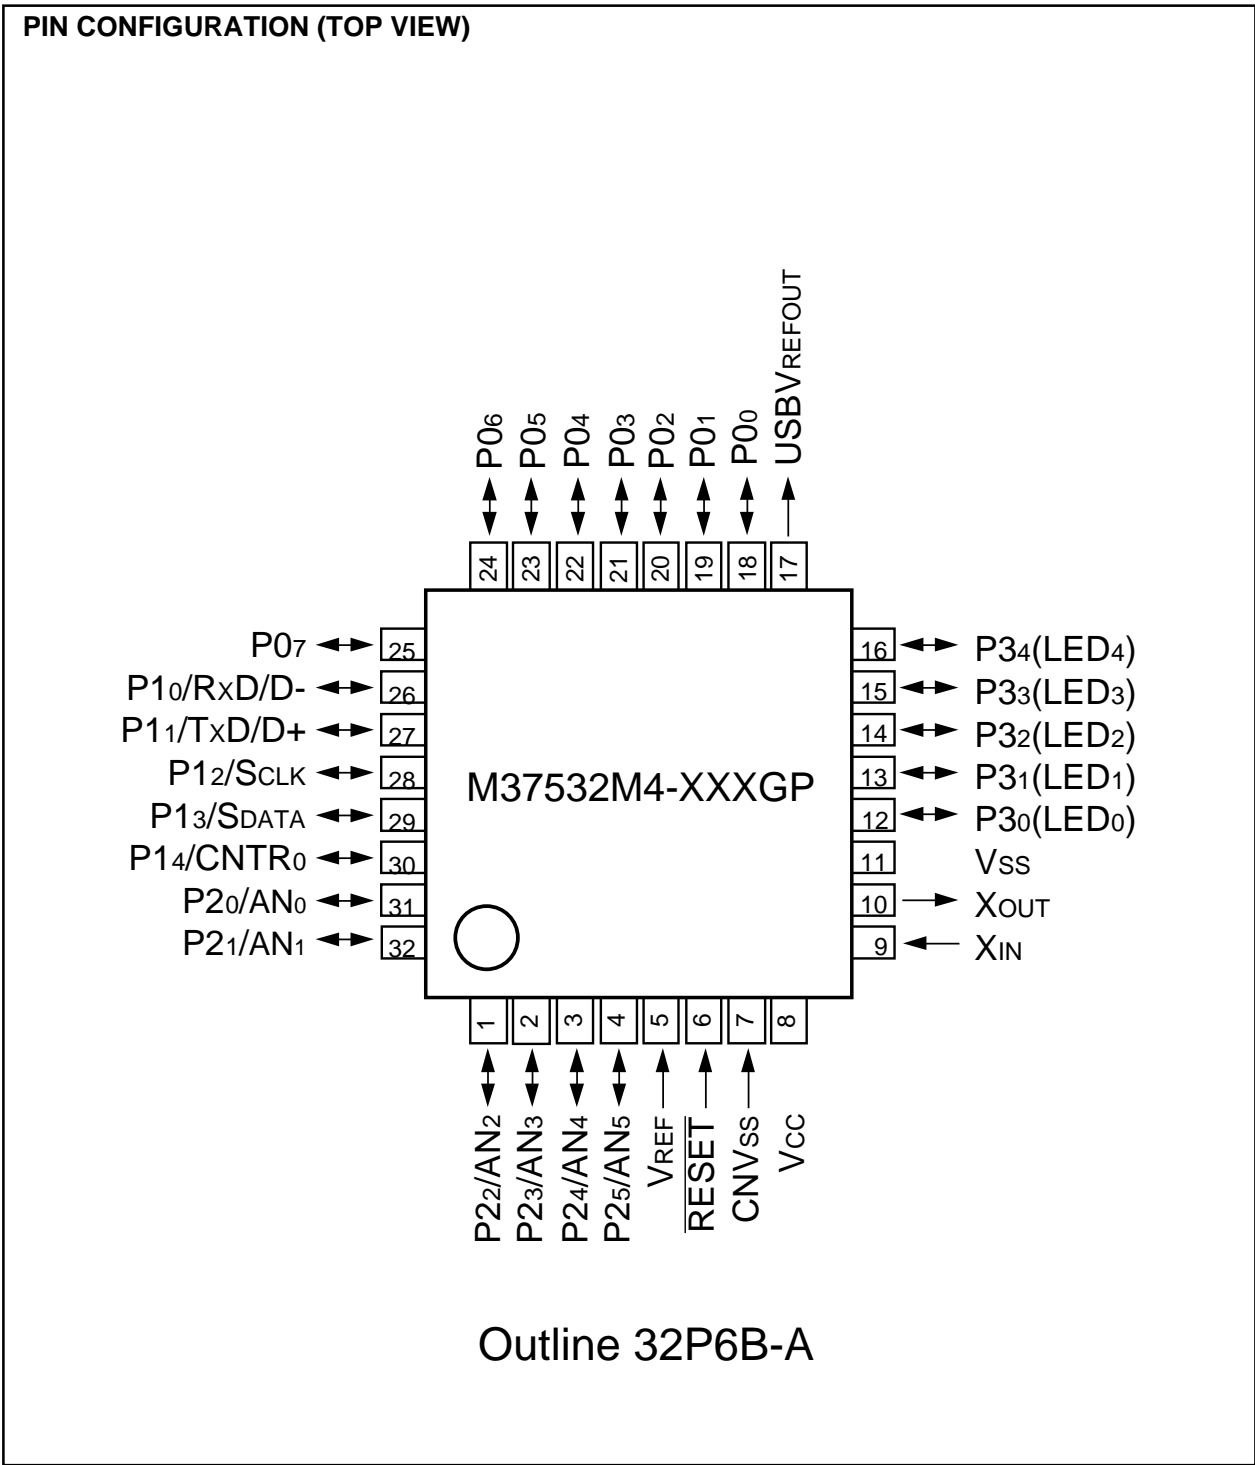 PIN CONFIGURATION (TOP VIEW)
P06
P05
P04
P03
P02
P01
P00
USBVREFOUT
24
23
22
21
20
19
18
17
P07
25
P10/RXD/D-
26
P11/TXD/D+
27
P12/SCLK
28
P13/SDATA
29
P14/CNTR0
30
P20/AN0
31
P21/AN1
32
M37532M4-XXXGP
16
P34(LED4)
15
P33(LED3)
14
P32(LED2)
13
P31(LED1)
12
P30(LED0)
11
VSS
10
XOUT
9
XIN
1
2
3
4
5
6
7
8
P22/AN2
P23/AN3
P24/AN4
P25/AN5
VREF
RESET
CNVSS
VCC
Outline 32P6B-A